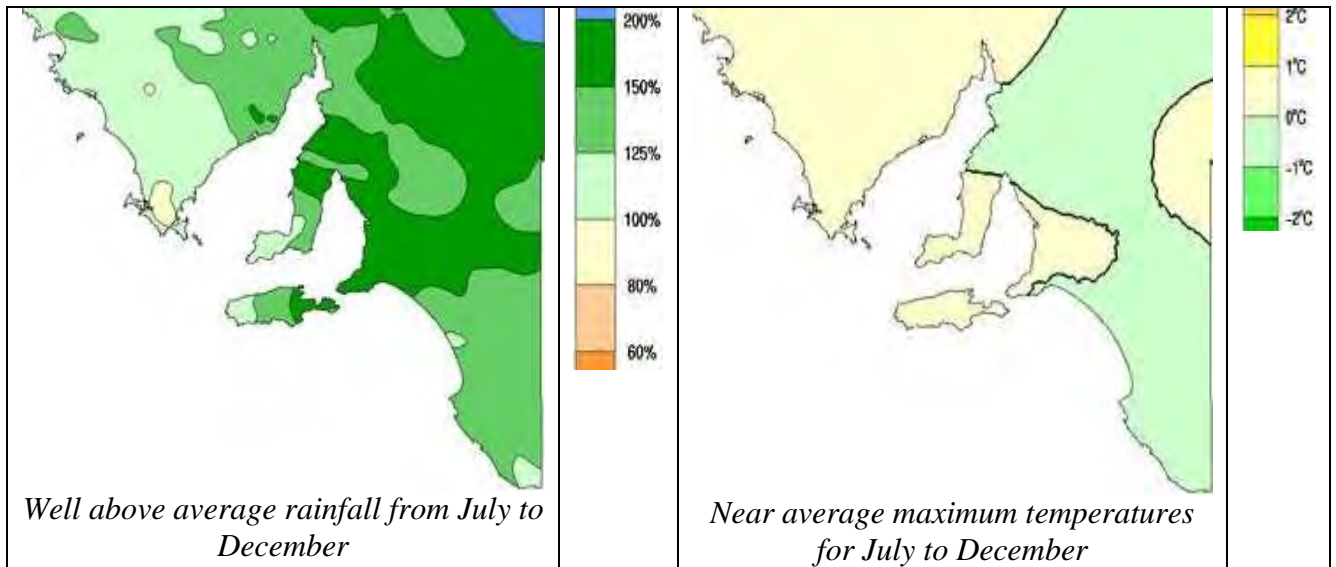 200%
150%
125%
100%
80%
60%
Well above average rainfall from July to
December
2°C
1°C
0°C
-1°C
-2°C
Near average maximum temperatures
for July to December